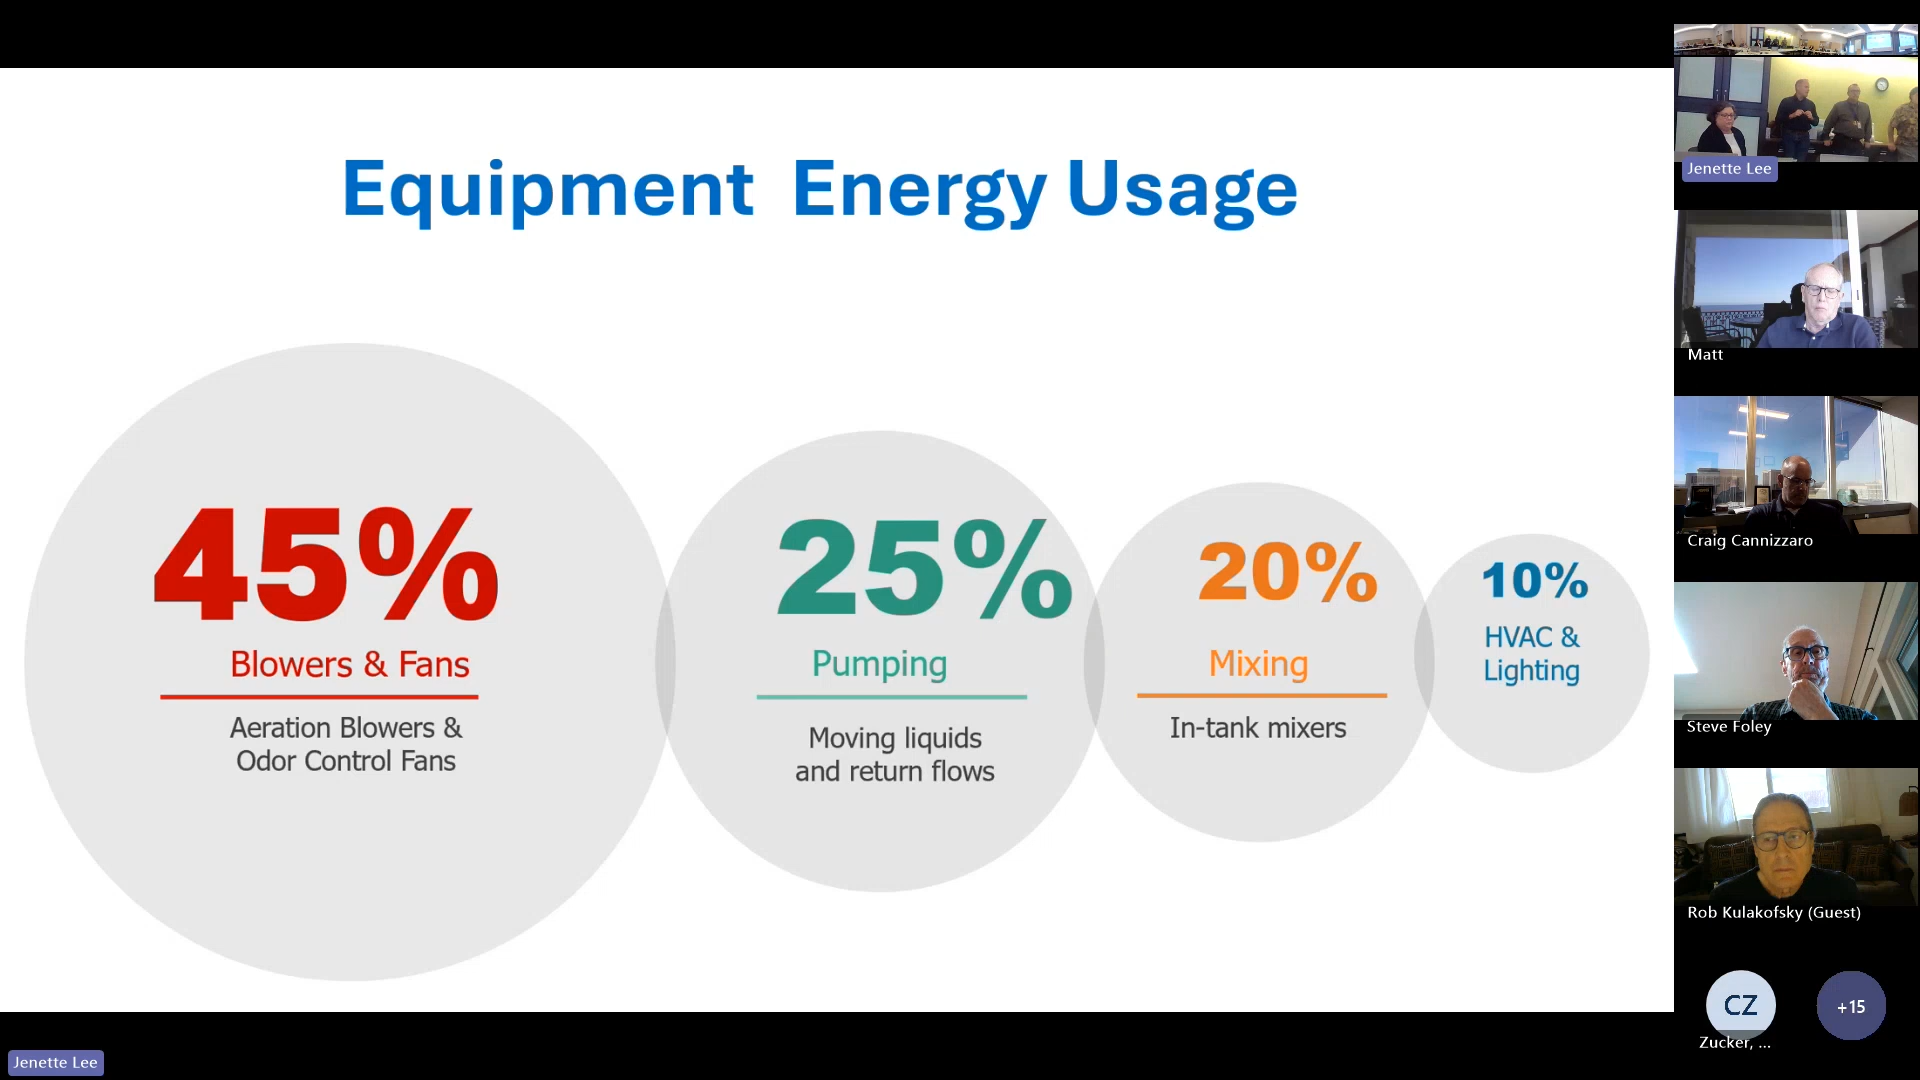 Equipment Energy Usage
45%
Blowers & Fans
Aeration Blowers &
Odor Control Fans
25%
Pumping
Moving liquids
and return flows
20%
Mixing
In-tank mixers
10%
HVAC &
Lighting
Jenette Lee
Matt
Craig Cannizzaro
Steve Foley
Rob Kulakofsky (Guest)
CZ
Zucker, ...
+15
Jenette Lee